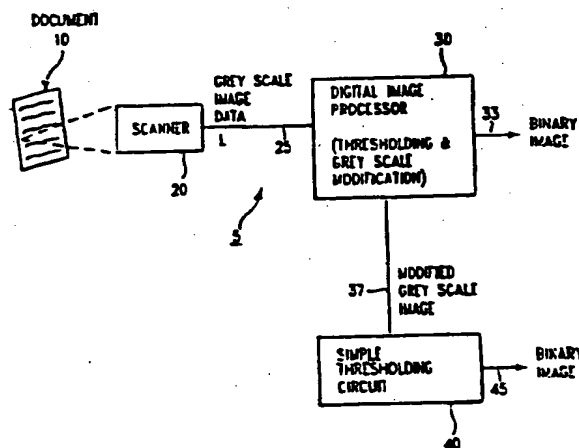 DOCUMENT
10
SCANNER
20
GREY SCALE
IMAGE
DATA
L
25
5
30
DIGITAL IMAGE
PROCESSOR
(THRESHOLDING &
GREY SCALE
MODIFICATION)
33
BINARY
IMAGE
37
MODIFIED
GREY SCALE
IMAGE
SIMPLE
THRESHOLDING
CIRCUIT
45
BINARY
IMAGE
40